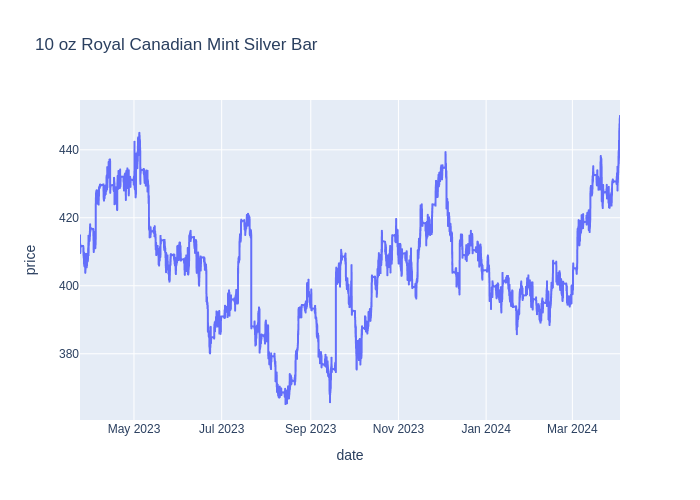 10 oz Royal Canadian Mint Silver Bar
price
440
420
400
380
May 2023
Jul 2023
Sep 2023
Nov 2023
Jan 2024
Mar 2024
date